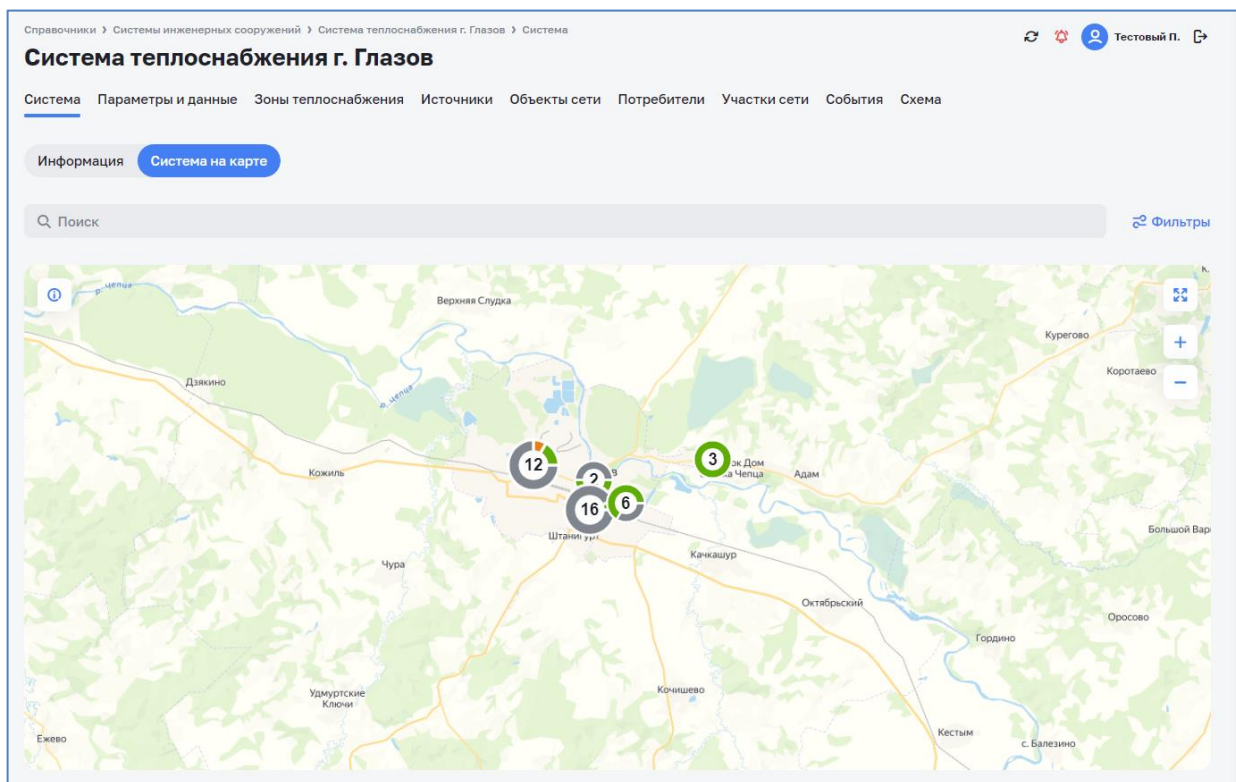 Справочники > Системы инженерных сооружений > Система теплоснабжения г. Глазов > Система
Тестовый П.
Система теплоснабжения г. Глазов
Система Параметры и данные Зоны теплоснабжения Источники Объекты сети Потребители Участки сети События Схема
Информация Система на карте
Поиск
Фильтры
р. Чепца
Верхняя Слудка
Курегово
Коротаево
Дзякино
р. Чепца
12
3
Кожиль
Адам
2
16
6
Большой
Качкашур
Чура
Октябрьский
Оросово
Гордино
Удмуртские
Ключи
Кочишево
Ежево
Кестым
с. Балезино